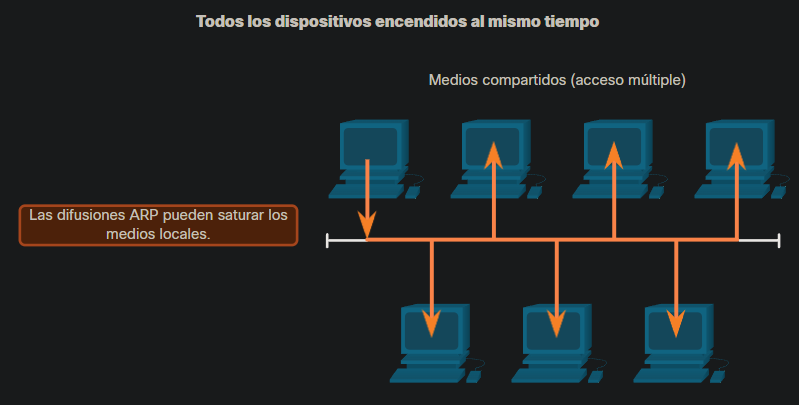 Todos los dispositivos encendidos al mismo tiempo
Medios compartidos (acceso múltiple)
Las difusiones ARP pueden saturar los
medios locales.